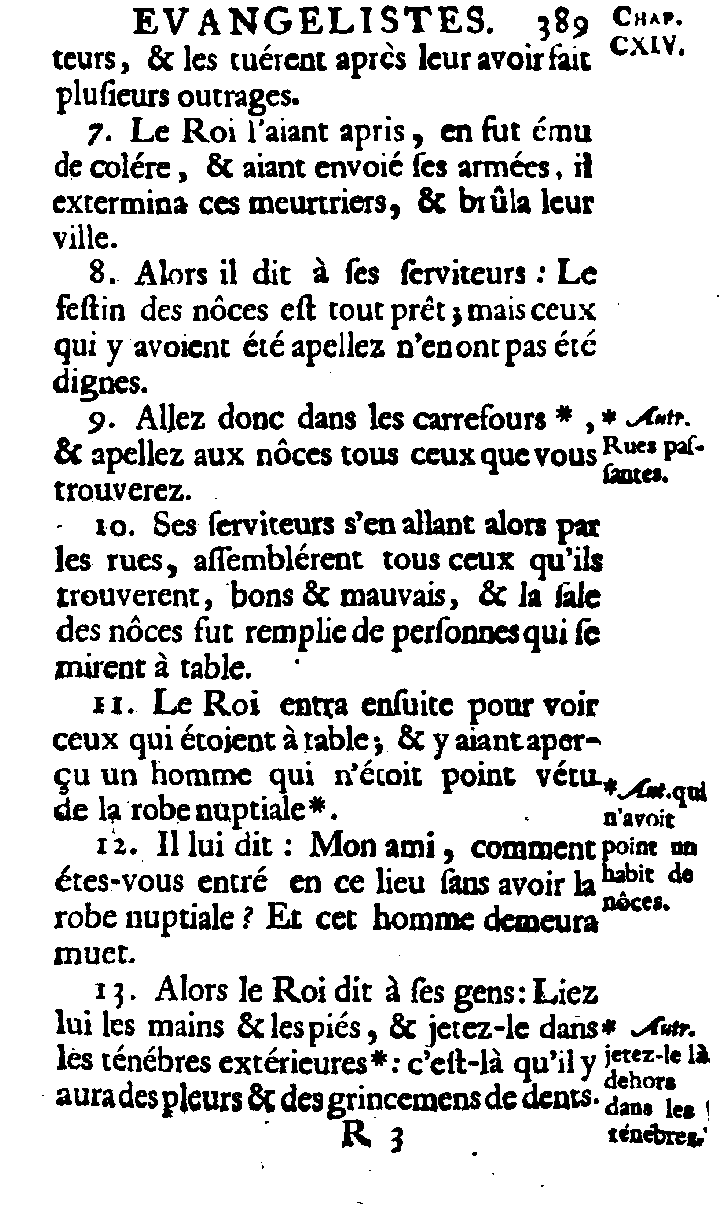 EVANGELISTES. 389
CHAP.
CXIV.
teurs, & les tuérent après leur avoir fait
pluſieurs outrages.
7. Le Roi l'aiant apris, en fut ému
de colére, & aiant envoié ſes armées, il
extermina ces meurtriers, & brûla leur
ville.
8. Alors il dit à ſes ſerviteurs : Le
feſtin des nôces eſt tout prêt; mais ceux
qui y avoient été apellez n'en ont pas été
dignes.
9. Allez donc dans les carrefours *,
& apellez aux nôces tous ceux que vous
trouverez.
* Autr.
Rues paſ-
ſantes.
10. Ses ſerviteurs s'en allant alors par
les rues, aſſemblérent tous ceux qu'ils
trouverent, bons & mauvais, & la ſale
des nôces fut remplie de perſonnes qui ſe
mirent à table.
11. Le Roi entra enſuite pour voir
ceux qui étoient à table; & y aiant aper-
çu un homme qui n'étoit point vétu
de la robe nuptiale*.
* Aut. qui
n'avoit
point un
habit de
nôces.
12. Il lui dit : Mon ami, comment
étes-vous entré en ce lieu ſans avoir la
robe nuptiale ? Et cet homme demeura
muet.
13. Alors le Roi dit à ſes gens: Liez
lui les mains & les piés, & jetez-le dans
les ténébres extérieures*: c'eſt-là qu'il y
aura des pleurs & des grincemens de dents.
* Autr.
jetez-le là
dehors
dans les
ténebres.
R 3